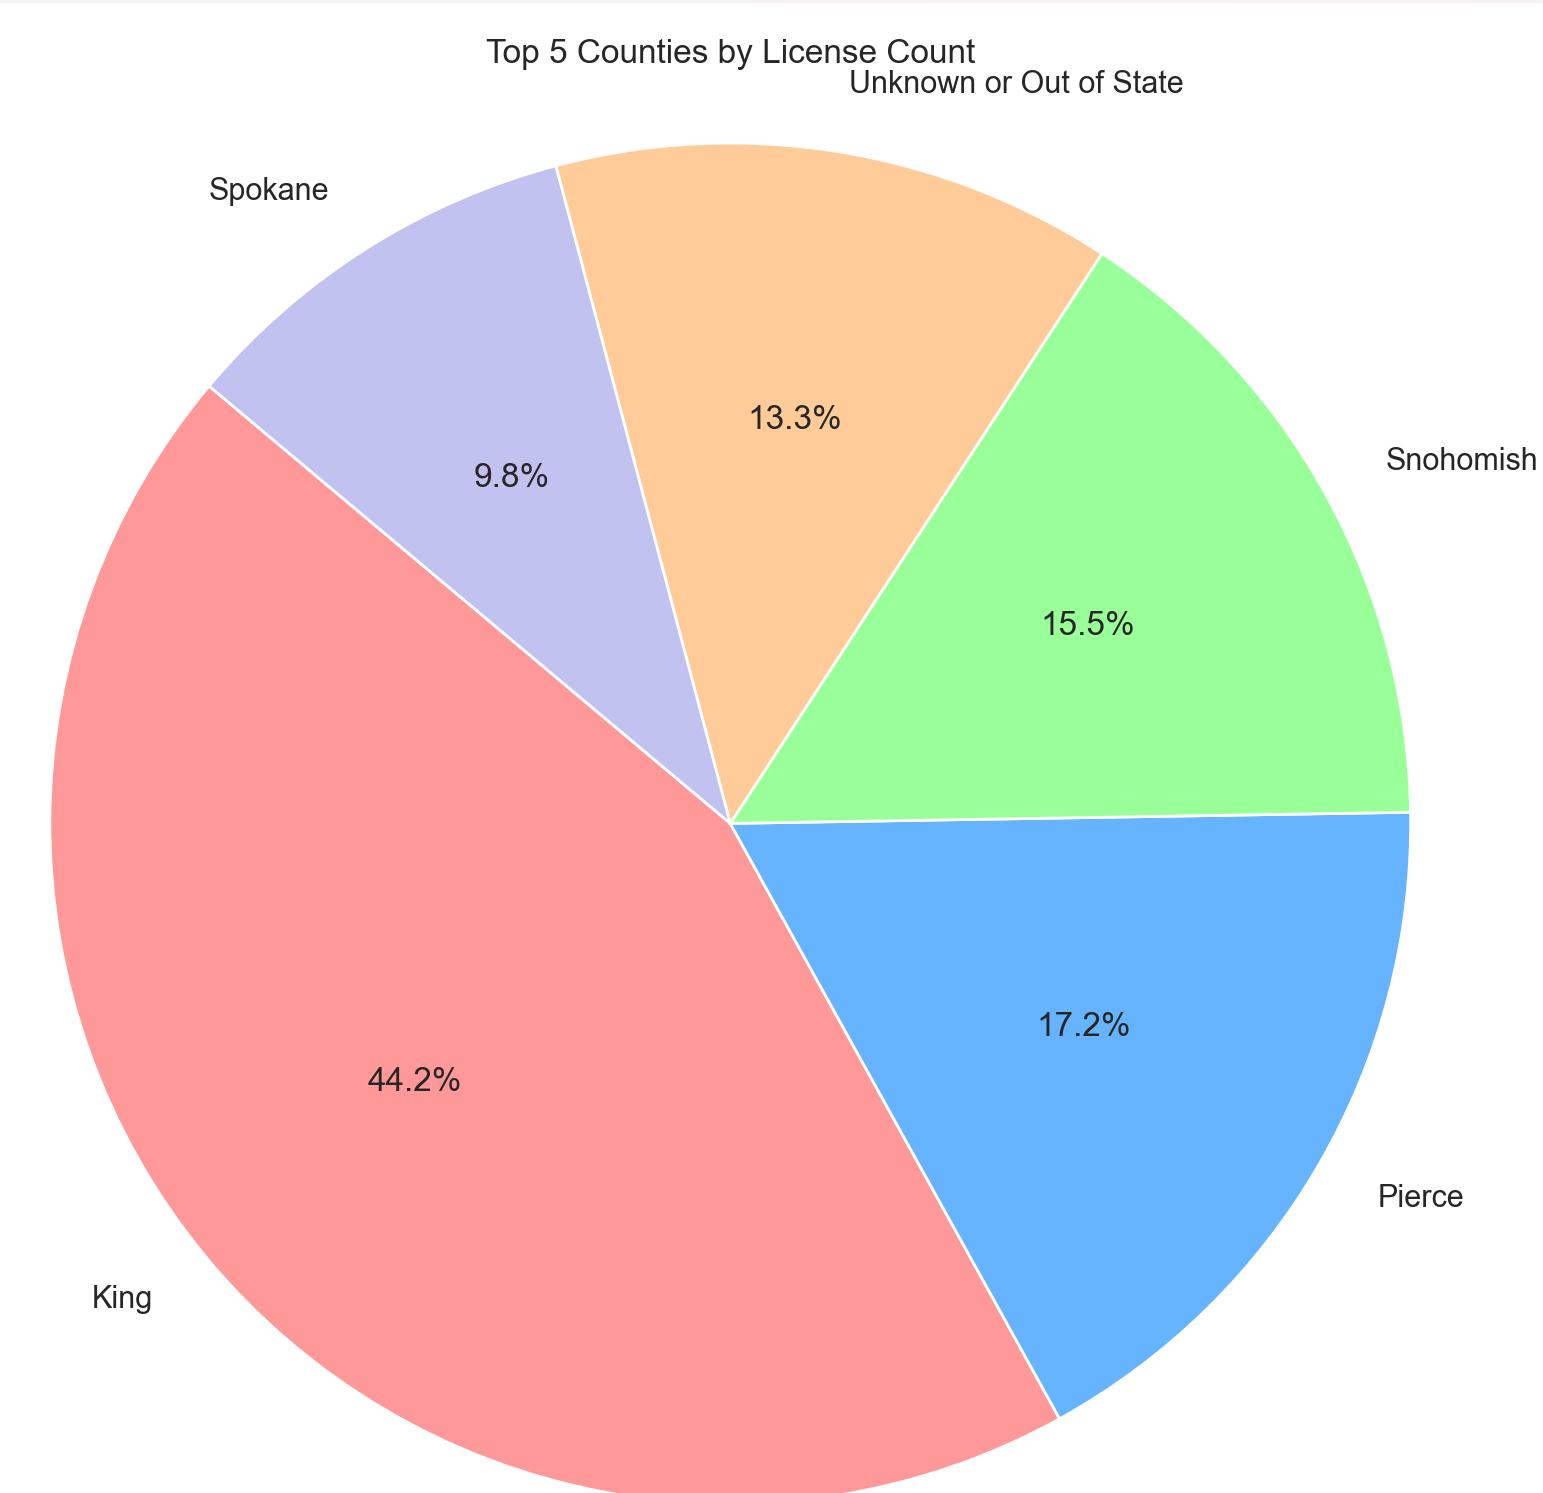 Top 5 Counties by License Count
Unknown or Out of State
Spokane
13.3%
Snohomish
9.8%
15.5%
17.2%
44.2%
Pierce
King